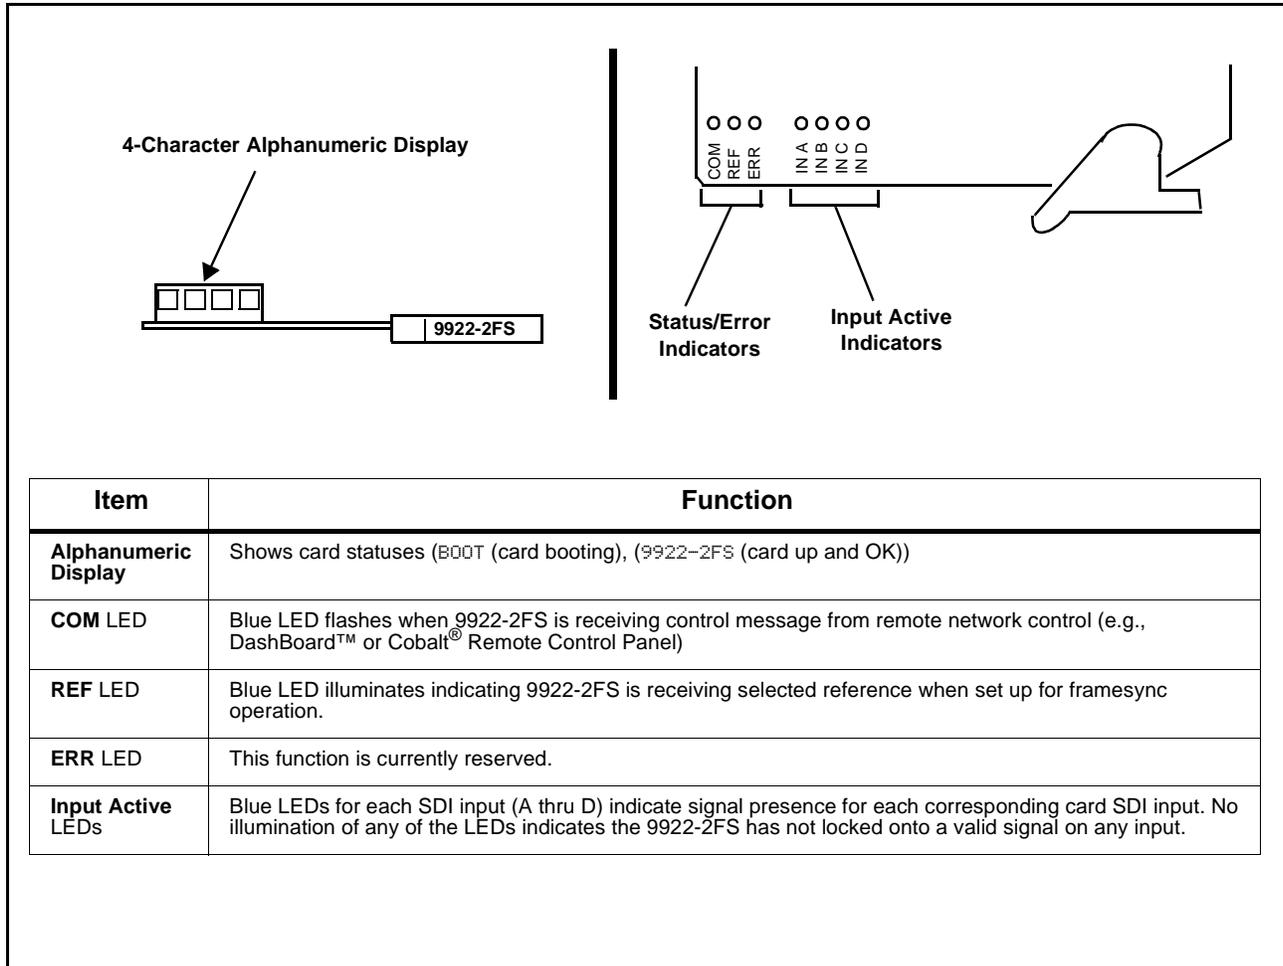 4-Character Alphanumeric Display
9922-2FS
COM
REF
ERR
IN A
IN B
IN C
IN D
Status/Error
Indicators
Input Active
Indicators
Item Function
Alphanumeric
Display
Shows card statuses (BOOT (card booting), (9922-2FS (card up and OK))
COM LED
Blue LED flashes when 9922-2FS is receiving control message from remote network control (e.g.,
DashBoard™ or Cobalt® Remote Control Panel)
REF LED
Blue LED illuminates indicating 9922-2FS is receiving selected reference when set up for framesync
operation.
ERR LED
This function is currently reserved.
Input Active
LEDs
Blue LEDs for each SDI input (A thru D) indicate signal presence for each corresponding card SDI input. No
illumination of any of the LEDs indicates the 9922-2FS has not locked onto a valid signal on any input.